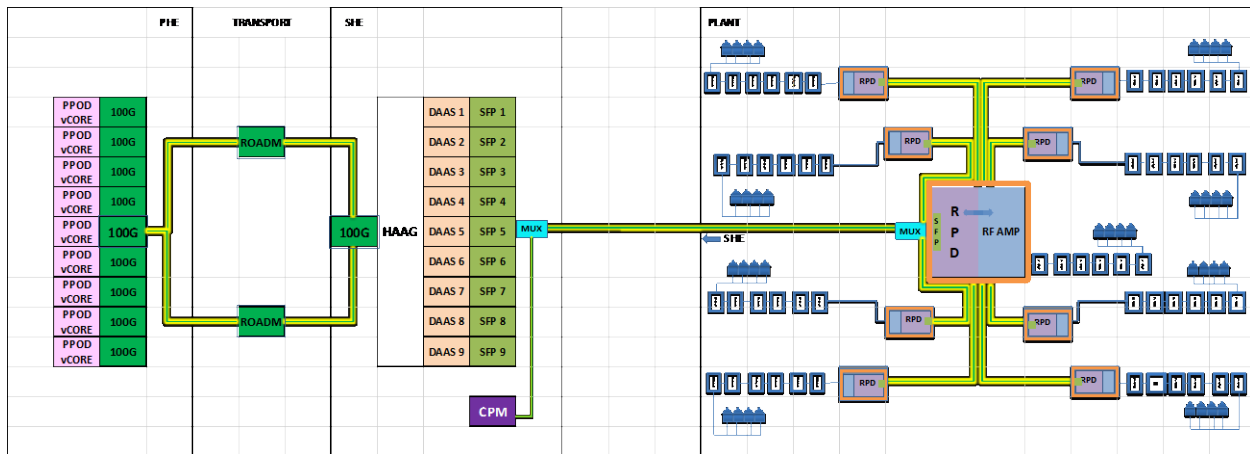 PHE TRANSPORT SHE PLANT
PPOD vCORE 100G DAAS 1 SFP 1
PPOD vCORE 100G ROADM DAAS 2 SFP 2
PPOD vCORE 100G DAAS 3 SFP 3
PPOD vCORE 100G DAAS 4 SFP 4
PPOD vCORE 100G 100G HAAG DAAS 5 SFP 5 MUX
PPOD vCORE 100G DAAS 6 SFP 6
PPOD vCORE 100G DAAS 7 SFP 7
PPOD vCORE 100G ROADM DAAS 8 SFP 8
PPOD vCORE 100G DAAS 9 SFP 9
CPM
SHE
RPD RPD
RPD RPD
MUX SFP RPD RF AMP
RPD RPD
RPD RPD